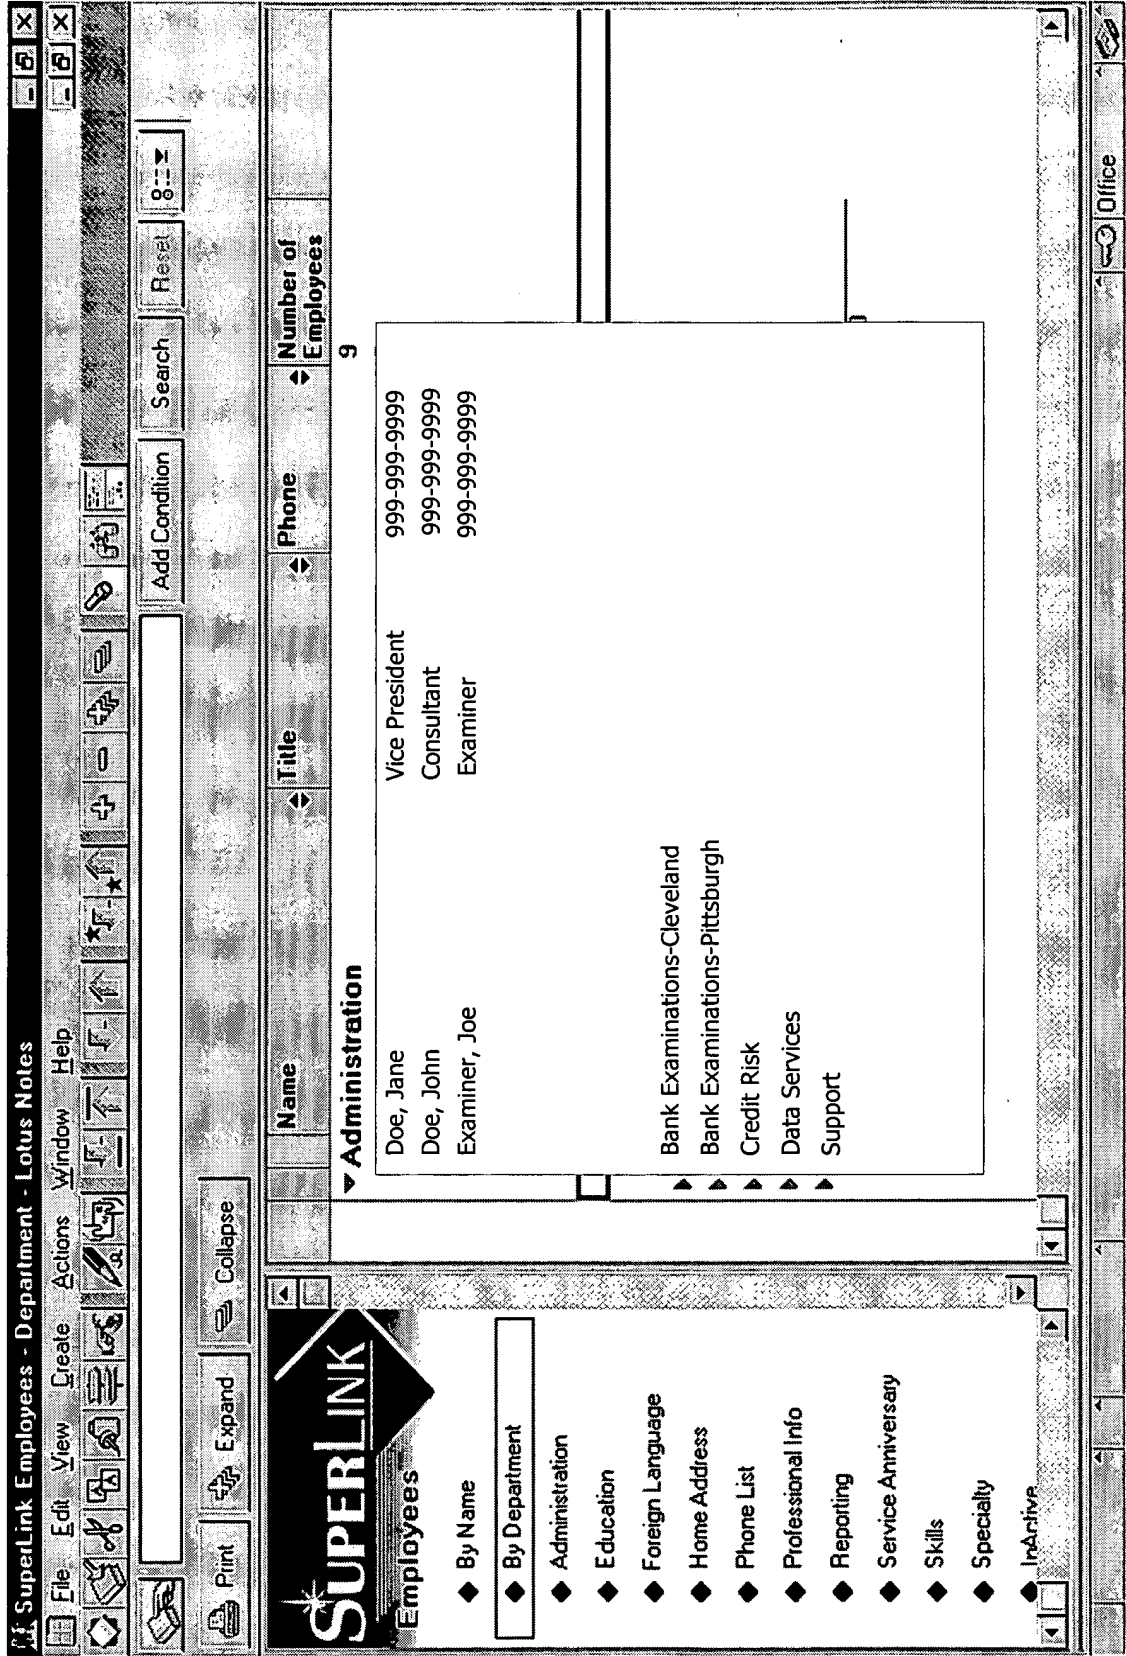 SuperLink Employees - Department - Lotus Notes
File Edit View Create Actions Window Help
Add Condition Search Reset
Print Expand Collapse
SUPERLINK
Employees
By Name
By Department
Administration
Education
Foreign Language
Home Address
Phone List
Professional Info
Reporting
Service Anniversary
Skills
Specialty
InActive
Name Title Phone Number of
Employees
Administration 9
Doe, Jane Vice President 999-999-9999
Doe, John Consultant 999-999-9999
Examiner, Joe Examiner 999-999-9999
Bank Examinations-Cleveland
Bank Examinations-Pittsburgh
Credit Risk
Data Services
Support
Office